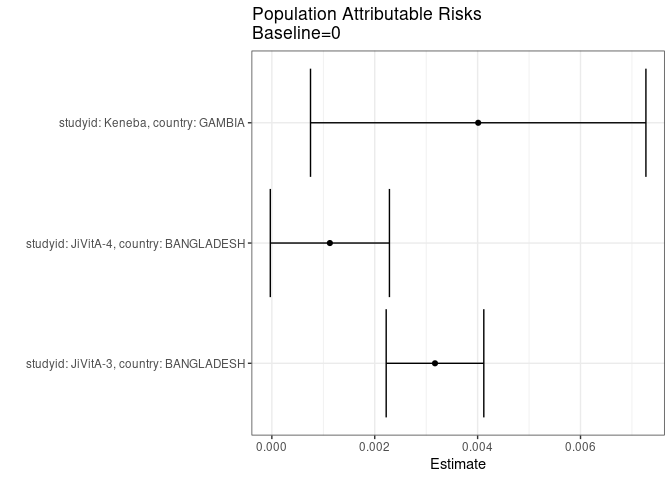 Population Attributable Risks
Baseline=0
studyid: Keneba, country: GAMBIA
studyid: JiVitA-4, country: BANGLADESH
studyid: JiVitA-3, country: BANGLADESH
0.000 0.002 0.004 0.006
Estimate